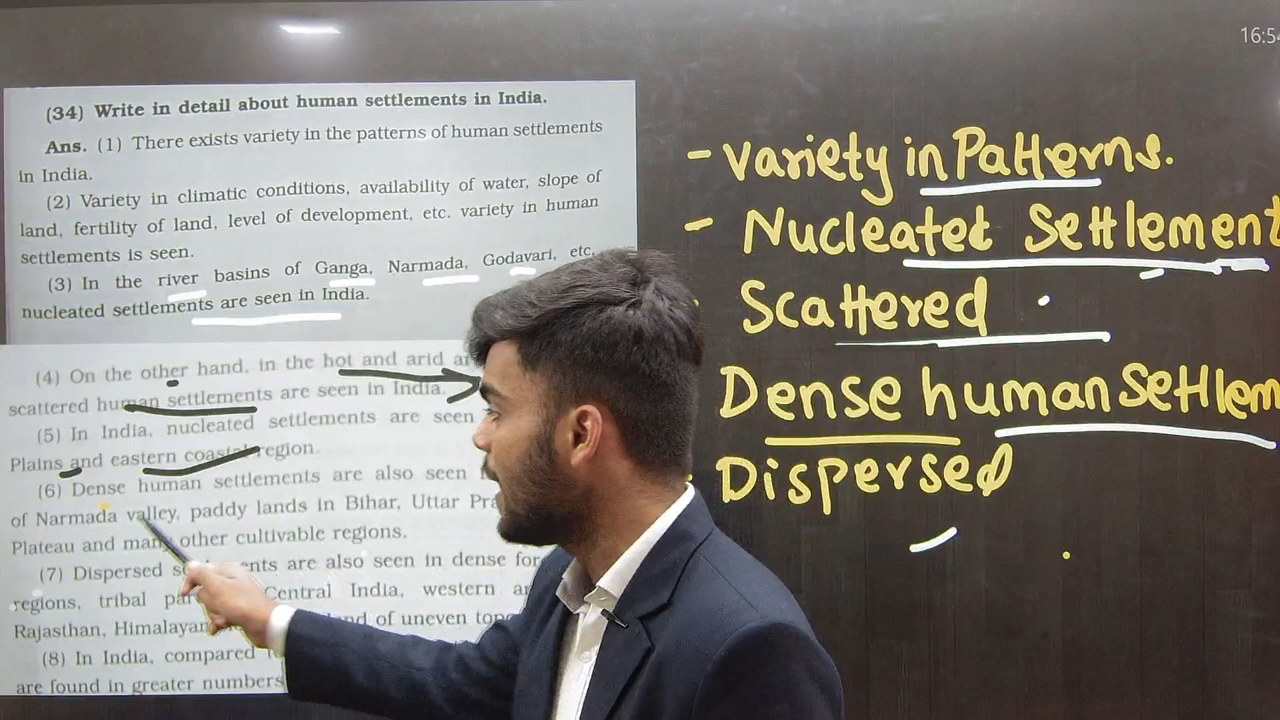 16:54
(34) Write in detail about human settlements in India.
Ans. (1) There exists variety in the patterns of human settlements
in India.
(2) Variety in climatic conditions, availability of water, slope of
land, fertility of land, level of development, etc. variety in human
settlements is seen.
(3) In the river basins of Ganga, Narmada, Godavari, etc.
nucleated settlements are seen in India.
(4) On the other hand, in the hot and arid
scattered human settlements are seen in India.
(5) In India, nucleated settlements are seen
Plains and eastern coastal region.
(6) Dense human settlements are also seen
of Narmada valley, paddy lands in Bihar, Uttar
Plateau and many other cultivable regions.
(7) Dispersed are also seen in dense
regions, tribal Central India, western
Rajasthan, Himalayan of uneven
(8) In India, compared
are found in greater numbers
- Variety in Patterns.
- Nucleated Settlement
Scattered
Dense human Settlem
Dispersed